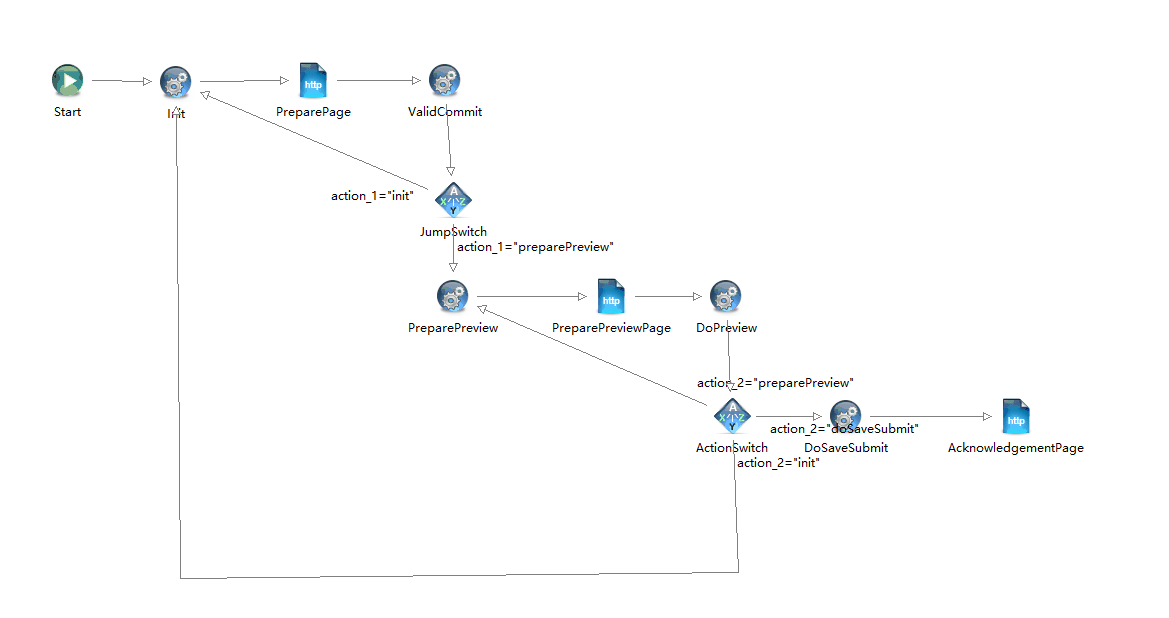 Start
Init
http
PreparePage
ValidCommit
action_1="init"
A
X
Z
Y
JumpSwitch
action_1="preparePreview"
PreparePreview
http
PreparePreviewPage
DoPreview
action_2="preparePreview"
A
X
Z
Y
ActionSwitch
action_2="doSaveSubmit"
DoSaveSubmit
http
AcknowledgementPage
action_2="init"